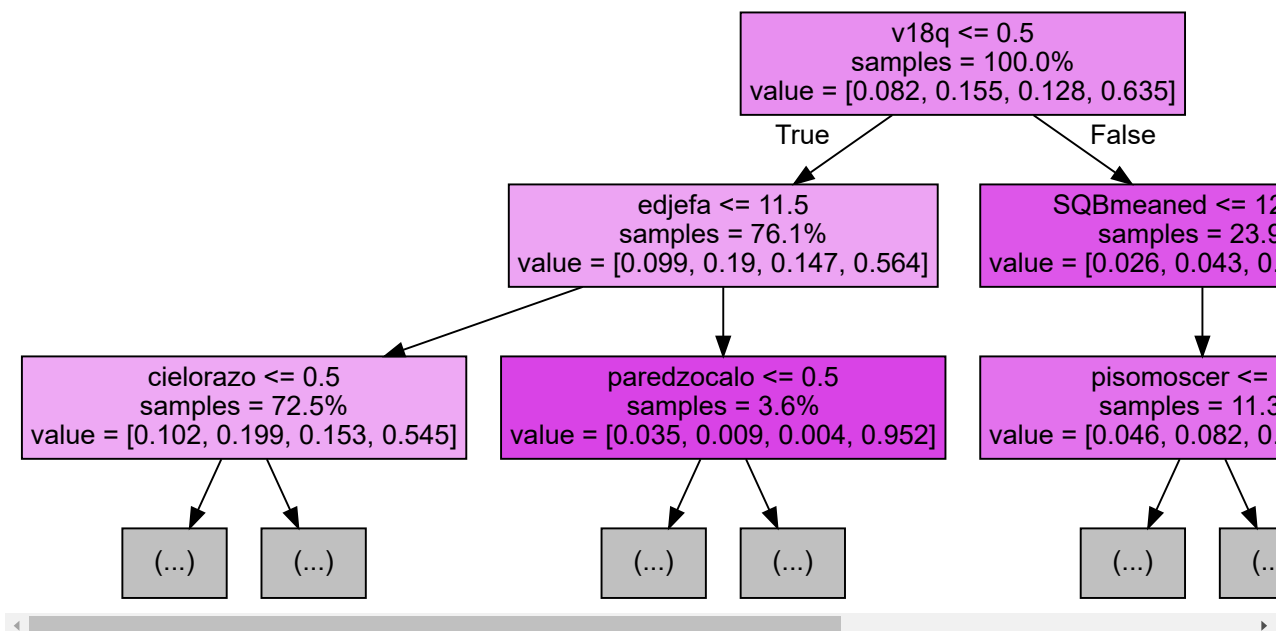 v18q <= 0.5
samples = 100.0%
value = [0.082, 0.155, 0.128, 0.635]
True
False
edjefa <= 11.5
samples = 76.1%
value = [0.099, 0.19, 0.147, 0.564]
SQBmeaned <= 12
samples = 23.9
value = [0.026, 0.043, 0.
cielorazo <= 0.5
samples = 72.5%
value = [0.102, 0.199, 0.153, 0.545]
paredzocalo <= 0.5
samples = 3.6%
value = [0.035, 0.009, 0.004, 0.952]
pisomoscer <=
samples = 11.3
value = [0.046, 0.082, 0.
(...)
(...)
(...)
(...)
(...)
(..